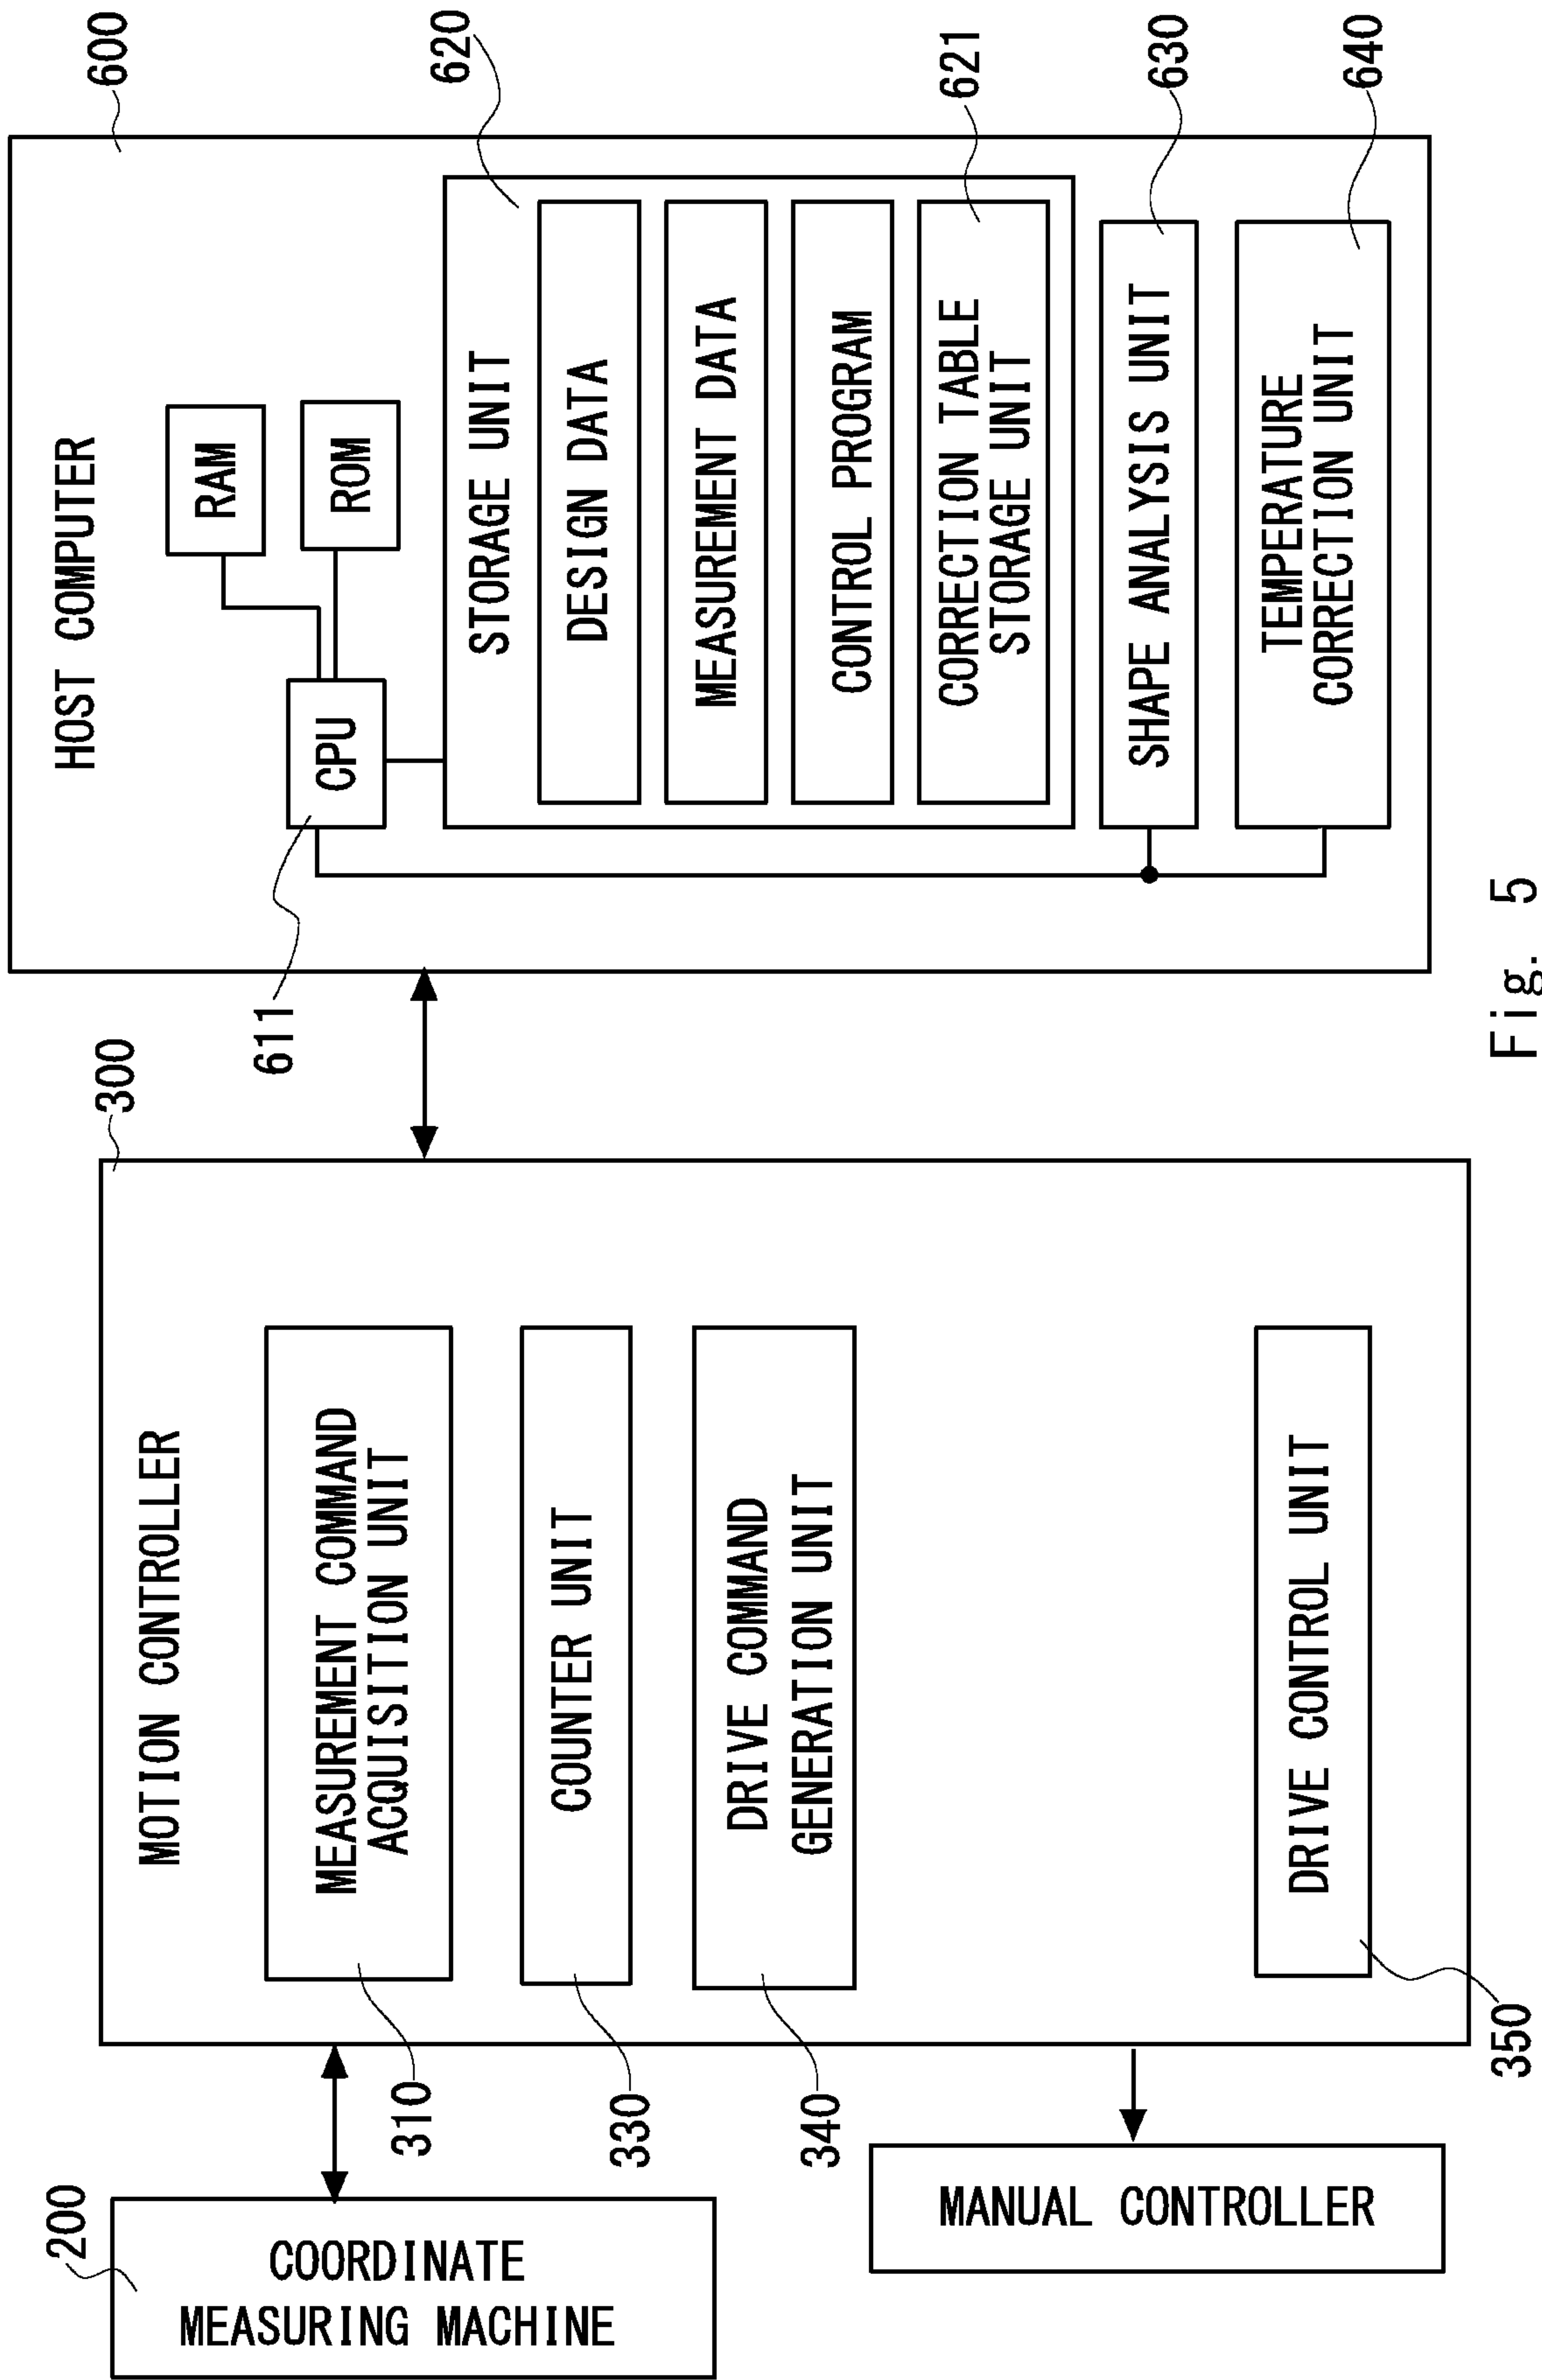 200
COORDINATE
MEASURING MACHINE
MANUAL CONTROLLER
300
MOTION CONTROLLER
310
MEASUREMENT COMMAND
ACQUISITION UNIT
330
COUNTER UNIT
340
DRIVE COMMAND
GENERATION UNIT
350
DRIVE CONTROL UNIT
600
HOST COMPUTER
611
CPU
RAM
ROM
620
STORAGE UNIT
DESIGN DATA
MEASUREMENT DATA
CONTROL PROGRAM
621
CORRECTION TABLE
STORAGE UNIT
630
SHAPE ANALYSIS UNIT
640
TEMPERATURE
CORRECTION UNIT
Fig. 5